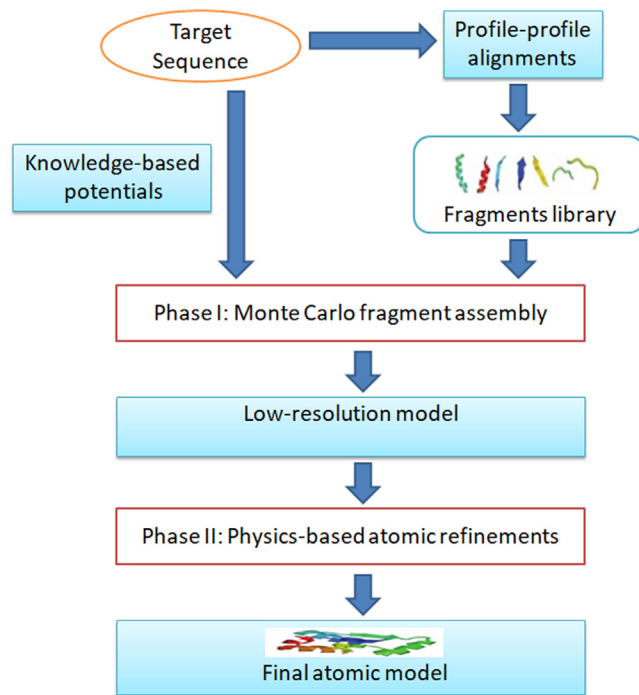 Target
Sequence
Profile-profile
alignments
Knowledge-based
potentials
Fragments library
Phase I: Monte Carlo fragment assembly
Low-resolution model
Phase II: Physics-based atomic refinements
Final atomic model